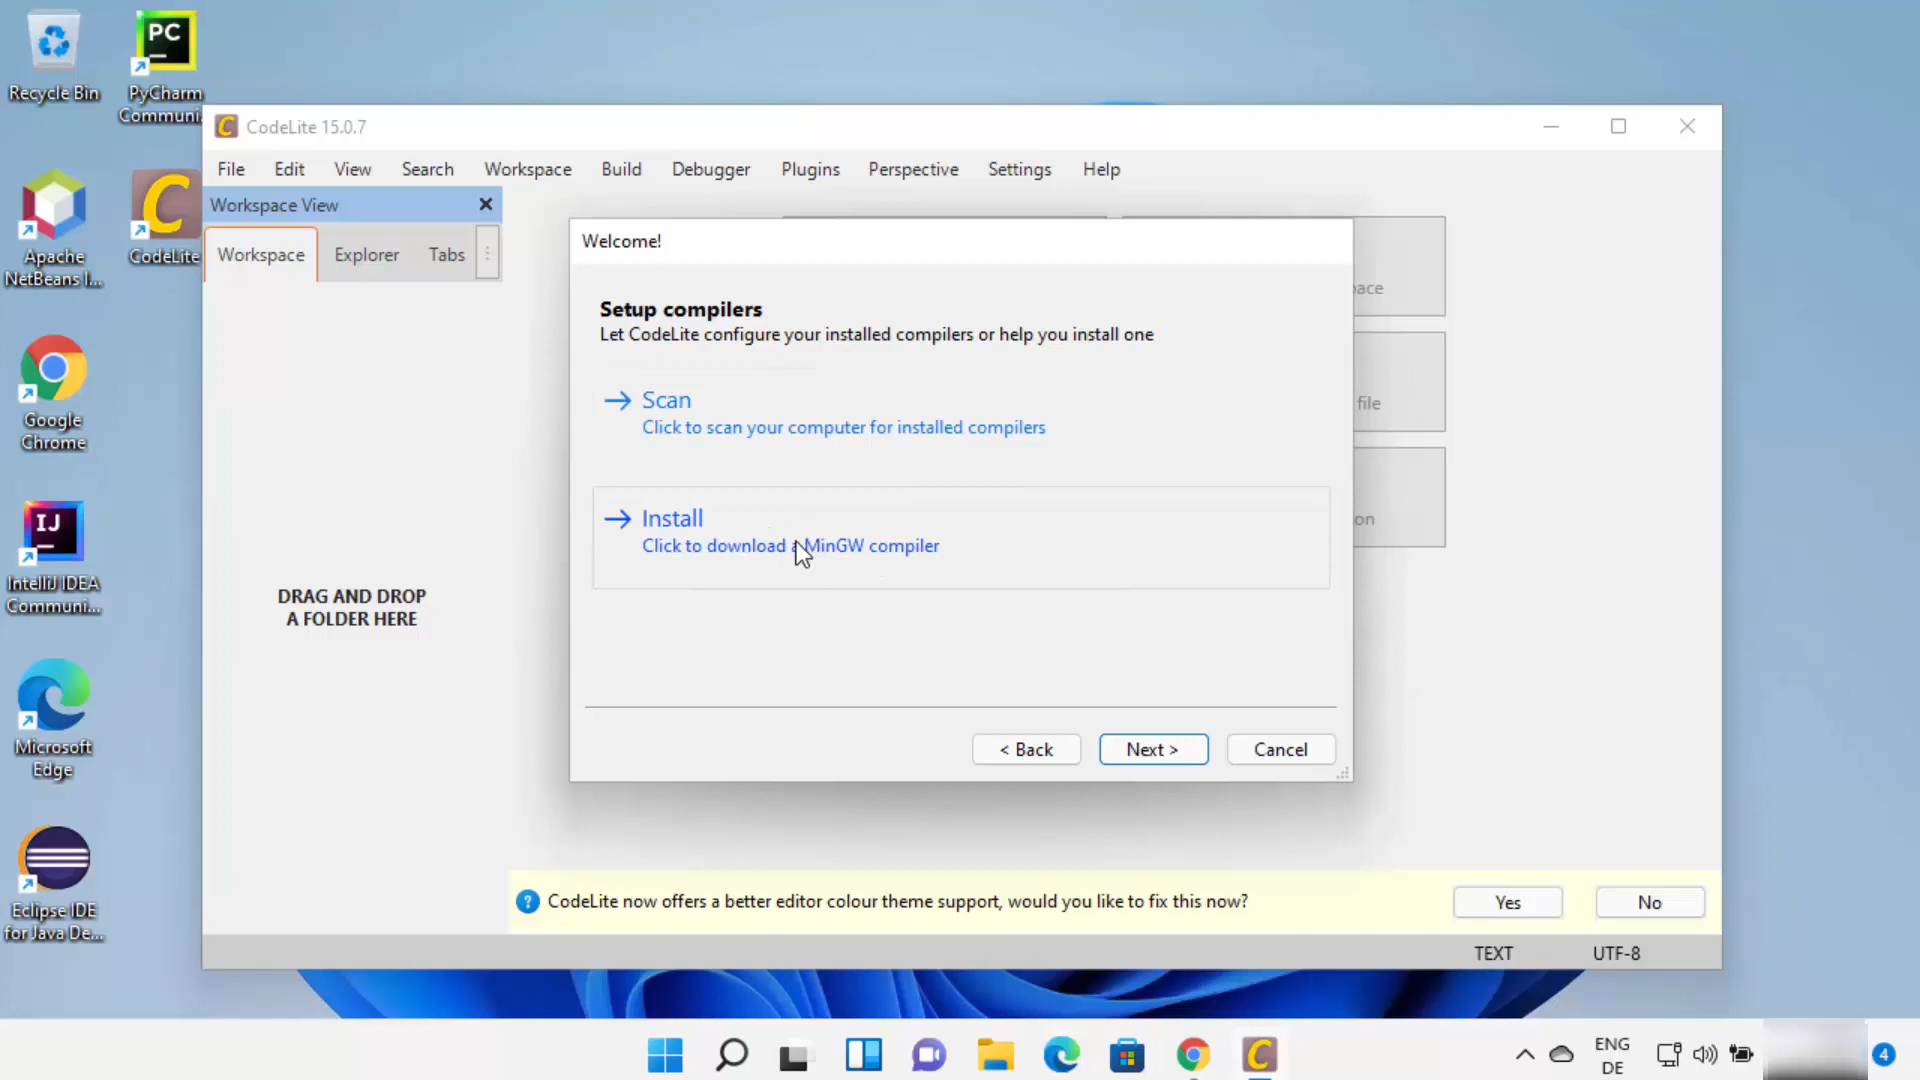 Recycle Bin
PC
PyCharm
Communi...
Apache
NetBeans I...
CodeLite
Google
Chrome
IJ
IntelliJ IDEA
Communi...
Microsoft
Edge
Eclipse IDE
for Java De...
CodeLite 15.0.7
File Edit View Search Workspace Build Debugger Plugins Perspective Settings Help
Workspace View
Workspace Explorer Tabs
DRAG AND DROP
A FOLDER HERE
Welcome!
Setup compilers
Let CodeLite configure your installed compilers or help you install one
Scan
Click to scan your computer for installed compilers
Install
Click to download a MinGW compiler
< Back Next > Cancel
file
on
CodeLite now offers a better editor colour theme support, would you like to fix this now?
Yes No
TEXT UTF-8
ENG
DE
4